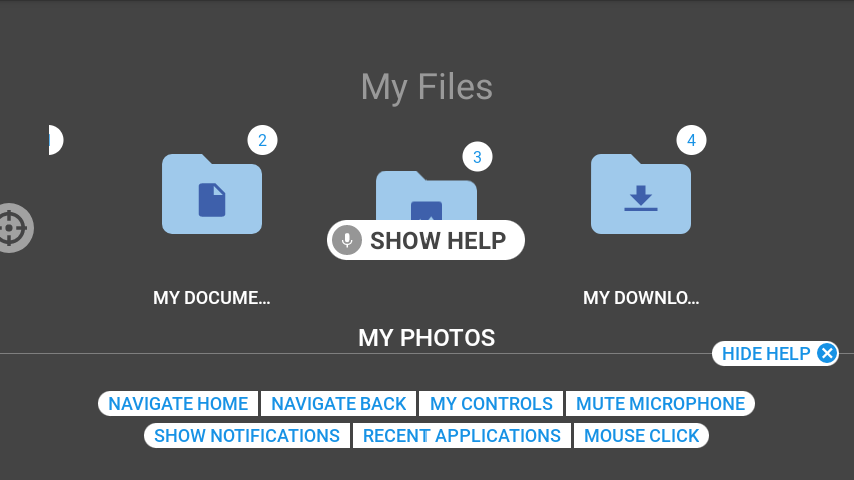 My Files
2
3
4
SHOW HELP
MY DOCUME...
MY DOWNLO...
MY PHOTOS
HIDE HELP
NAVIGATE HOME
NAVIGATE BACK
MY CONTROLS
MUTE MICROPHONE
SHOW NOTIFICATIONS
RECENT APPLICATIONS
MOUSE CLICK